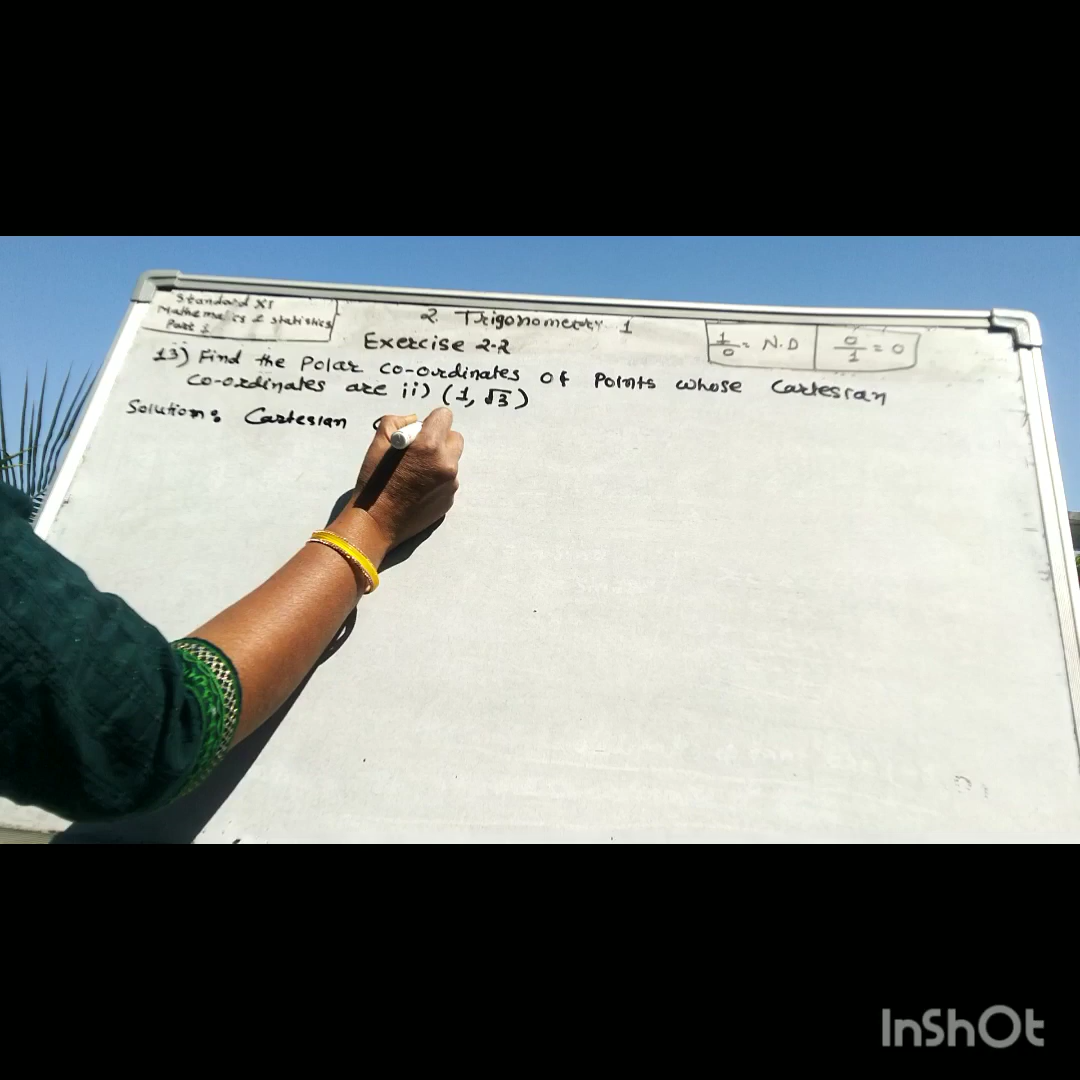 Standard XI
Mathematics & statistics
Part 1
2. Trigonometry 1
Exercise 2.2
1/0 = N.D
0/1 = 0
13) Find the Polar co-ordinates of Points whose Cartesian
co-ordinates are ii) (1, √3)
Solution: Cartesian
InShOt